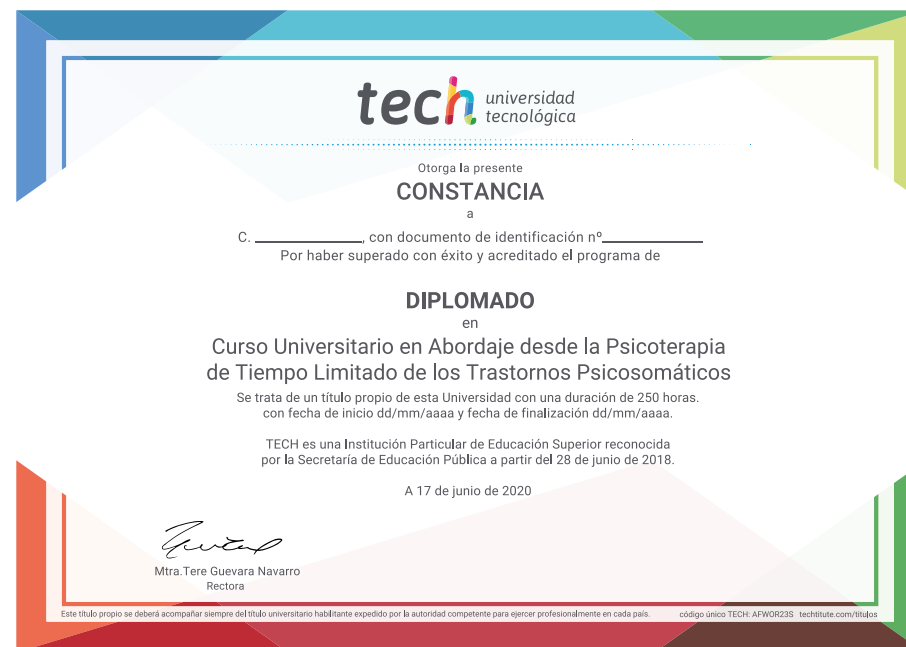 tech universidad
tecnológica
Otorga la presente
CONSTANCIA
a
C. ____________, con documento de identificación nº____________
Por haber superado con éxito y acreditado el programa de
DIPLOMADO
en
Curso Universitario en Abordaje desde la Psicoterapia
de Tiempo Limitado de los Trastornos Psicosomáticos
Se trata de un título propio de esta Universidad con una duración de 250 horas.
con fecha de inicio dd/mm/aaaa y fecha de finalización dd/mm/aaaa.
TECH es una Institución Particular de Educación Superior reconocida
por la Secretaría de Educación Pública a partir del 28 de junio de 2018.
A 17 de junio de 2020
Mtra.Tere Guevara Navarro
Rectora
Este título propio se deberá acompañar siempre del título universitario habilitante expedido por la autoridad competente para ejercer profesionalmente en cada país. código único TECH: AFWOR23S techtitute.com/titulos